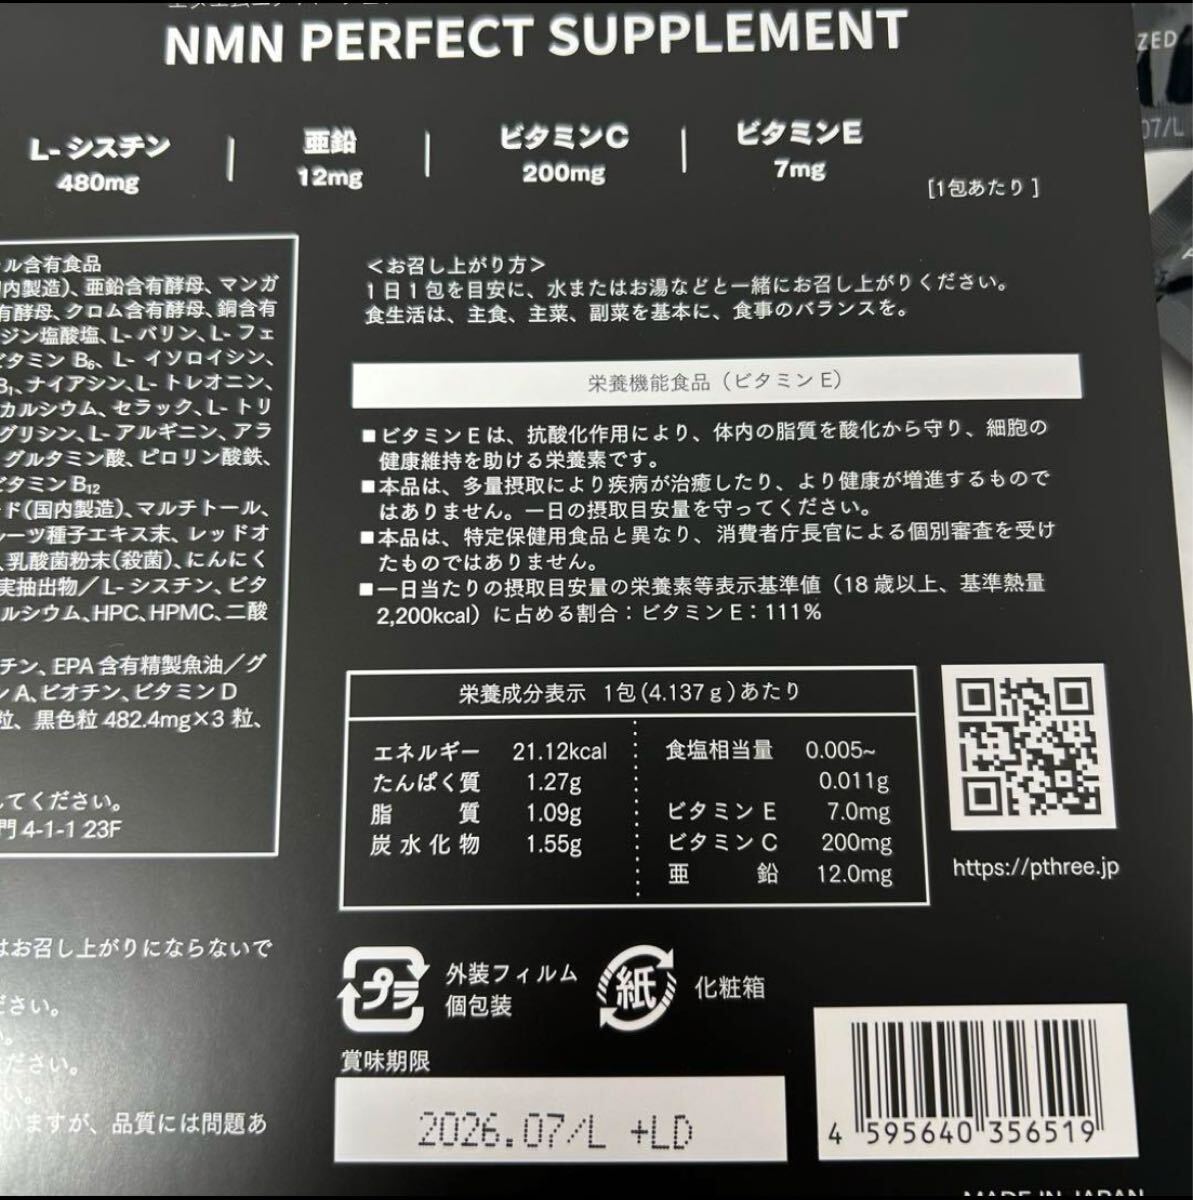 NMN PERFECT SUPPLEMENT
ZED
07/L
L-シスチン
480mg
亜鉛
12mg
ビタミンC
200mg
ビタミンE
7mg
[1包あたり]
ル含有食品
内製造)、亜鉛含有酵母、マンガ
有酵母、クロム含有酵母、銅含有
ジン塩酸塩、L-バリン、L-フェ
ビタミン B₆、L- イソロイシン、
B₁、ナイアシン、L-トレオニン、
カルシウム、セラック、L-トリ
グリシン、L-アルギニン、アラ
グルタミン酸、ピロリン酸鉄、
ビタミンB₁₂
ド(国内製造)、マルチトール、
ルーツ種子エキス末、レッドオ
、乳酸菌粉末(殺菌)、にんにく
実抽出物/L-シスチン、ビタ
ルシウム、HPC、HPMC、二酸
チン、EPA含有精製魚油/グ
ンA、ビオチン、ビタミンD
粒、黒色粒482.4mg×3粒、
してください。
門4-1-1 23F
はお召し上がりにならないで
ださい。
ください。
いますが、品質には問題あ
<お召し上がり方>
1日1包を目安に、水またはお湯などと一緒にお召し上がりください。
食生活は、主食、主菜、副菜を基本に、食事のバランスを。
栄養機能食品（ビタミンE）
■ビタミンEは、抗酸化作用により、体内の脂質を酸化から守り、細胞の
健康維持を助ける栄養素です。
■本品は、多量摂取により疾病が治癒したり、より健康が増進するもので
はありません。一日の摂取目安量を守ってください。
■本品は、特定保健用食品と異なり、消費者庁長官による個別審査を受け
たものではありません。
■一日当たりの摂取目安量の栄養素等表示基準値（18歳以上、基準熱量
2,200kcal）に占める割合：ビタミンE：111％
栄養成分表示 1包(4.137g)あたり
エネルギー 21.12kcal
たんぱく質 1.27g
脂質 1.09g
炭水化物 1.55g
食塩相当量 0.005~
0.011g
ビタミンE 7.0mg
ビタミンC 200mg
亜鉛 12.0mg
https://pthree.jp
プラ
外装フィルム
個包装
紙
化粧箱
賞味期限
2026.07/L +LD
4 595640 356519
MADE IN JAPAN